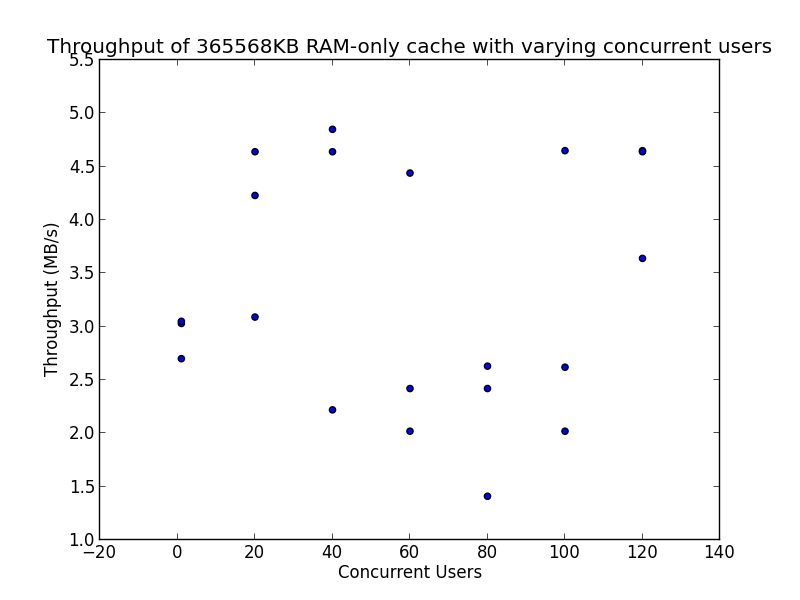 Throughput of 365568KB RAM-only cache with varying concurrent users
5.5
5.0
4.5
4.0
3.5
3.0
2.5
2.0
1.5
1.0
Throughput (MB/s)
−20 0 20 40 60 80 100 120 140
Concurrent Users